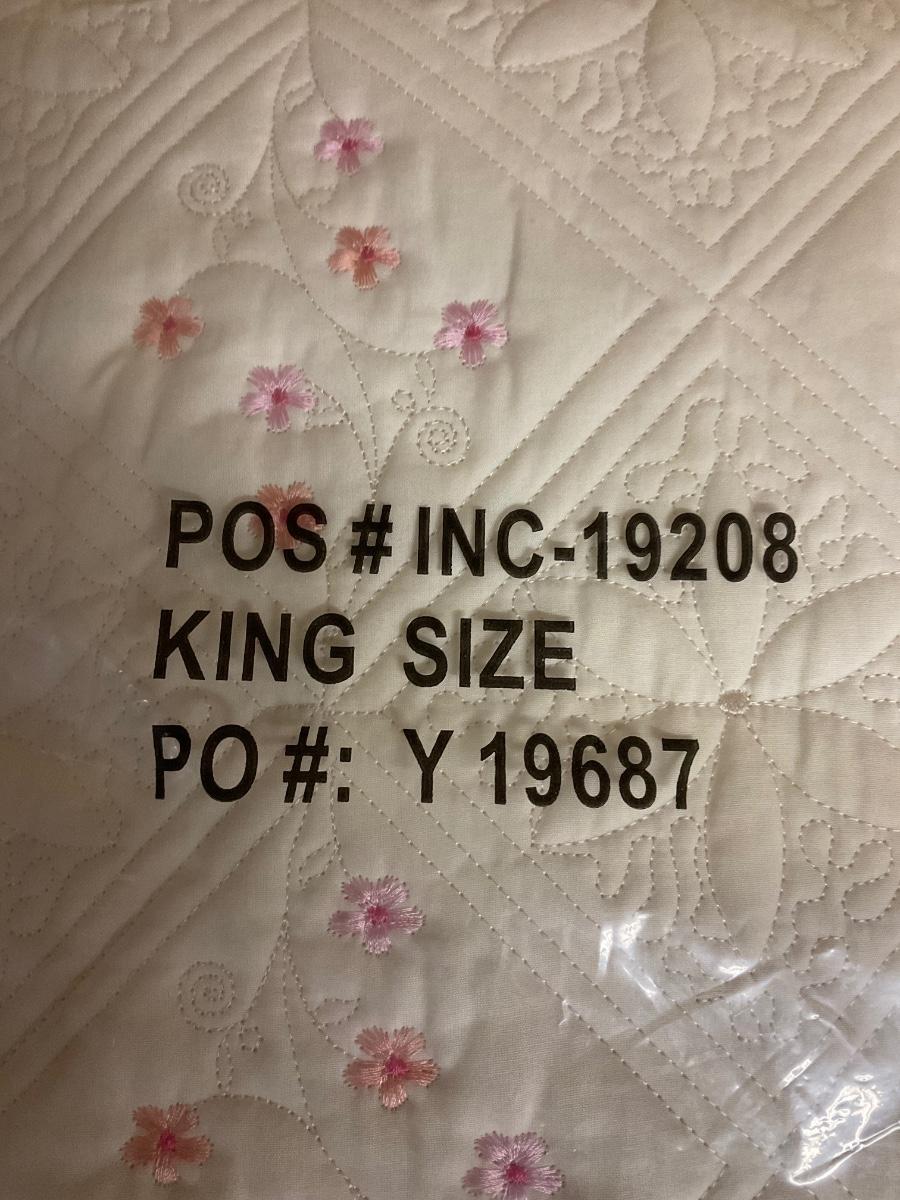 POS # INC-19208
KING SIZE
PO #: Y 19687